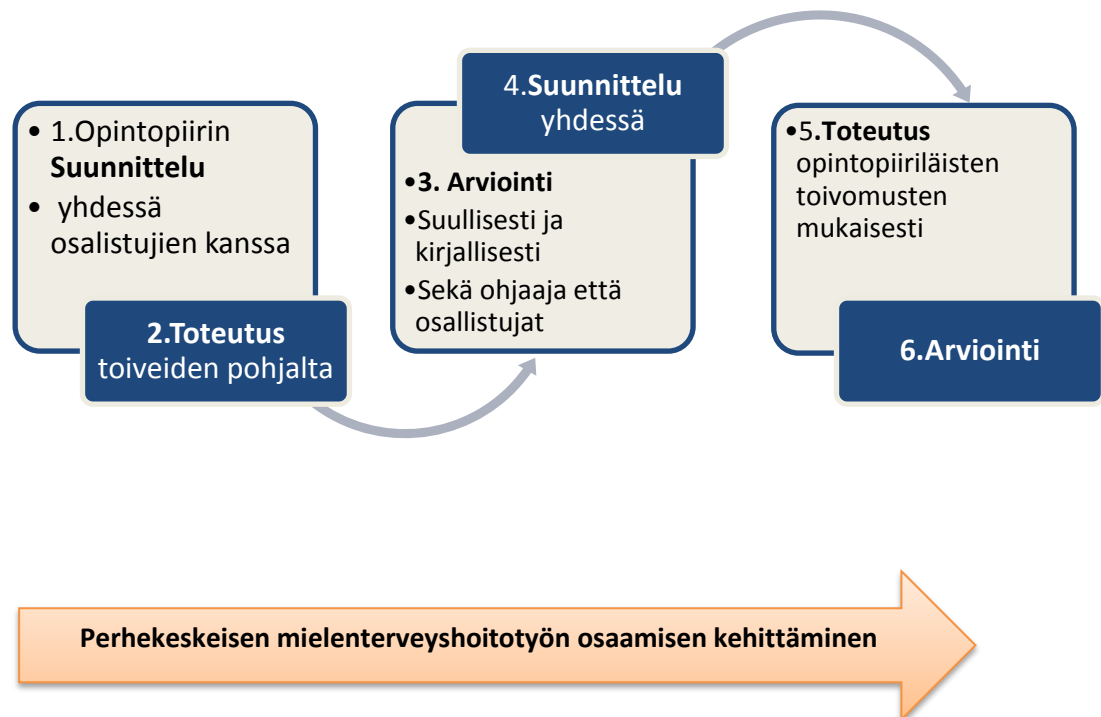 • 1.Opintopiirin
Suunnittelu
• yhdessä
osalistujien kanssa
2.Toteutus
toiveiden pohjalta
4.Suunnittelu
yhdessä
•3. Arviointi
•Suullisesti ja
kirjallisesti
•Sekä ohjaaja että
osallistujat
•5.Toteutus
opintopiiriläisten
toivomusten
mukaisesti
6.Arviointi
Perhekeskeisen mielenterveyshoitotyön osaamisen kehittäminen